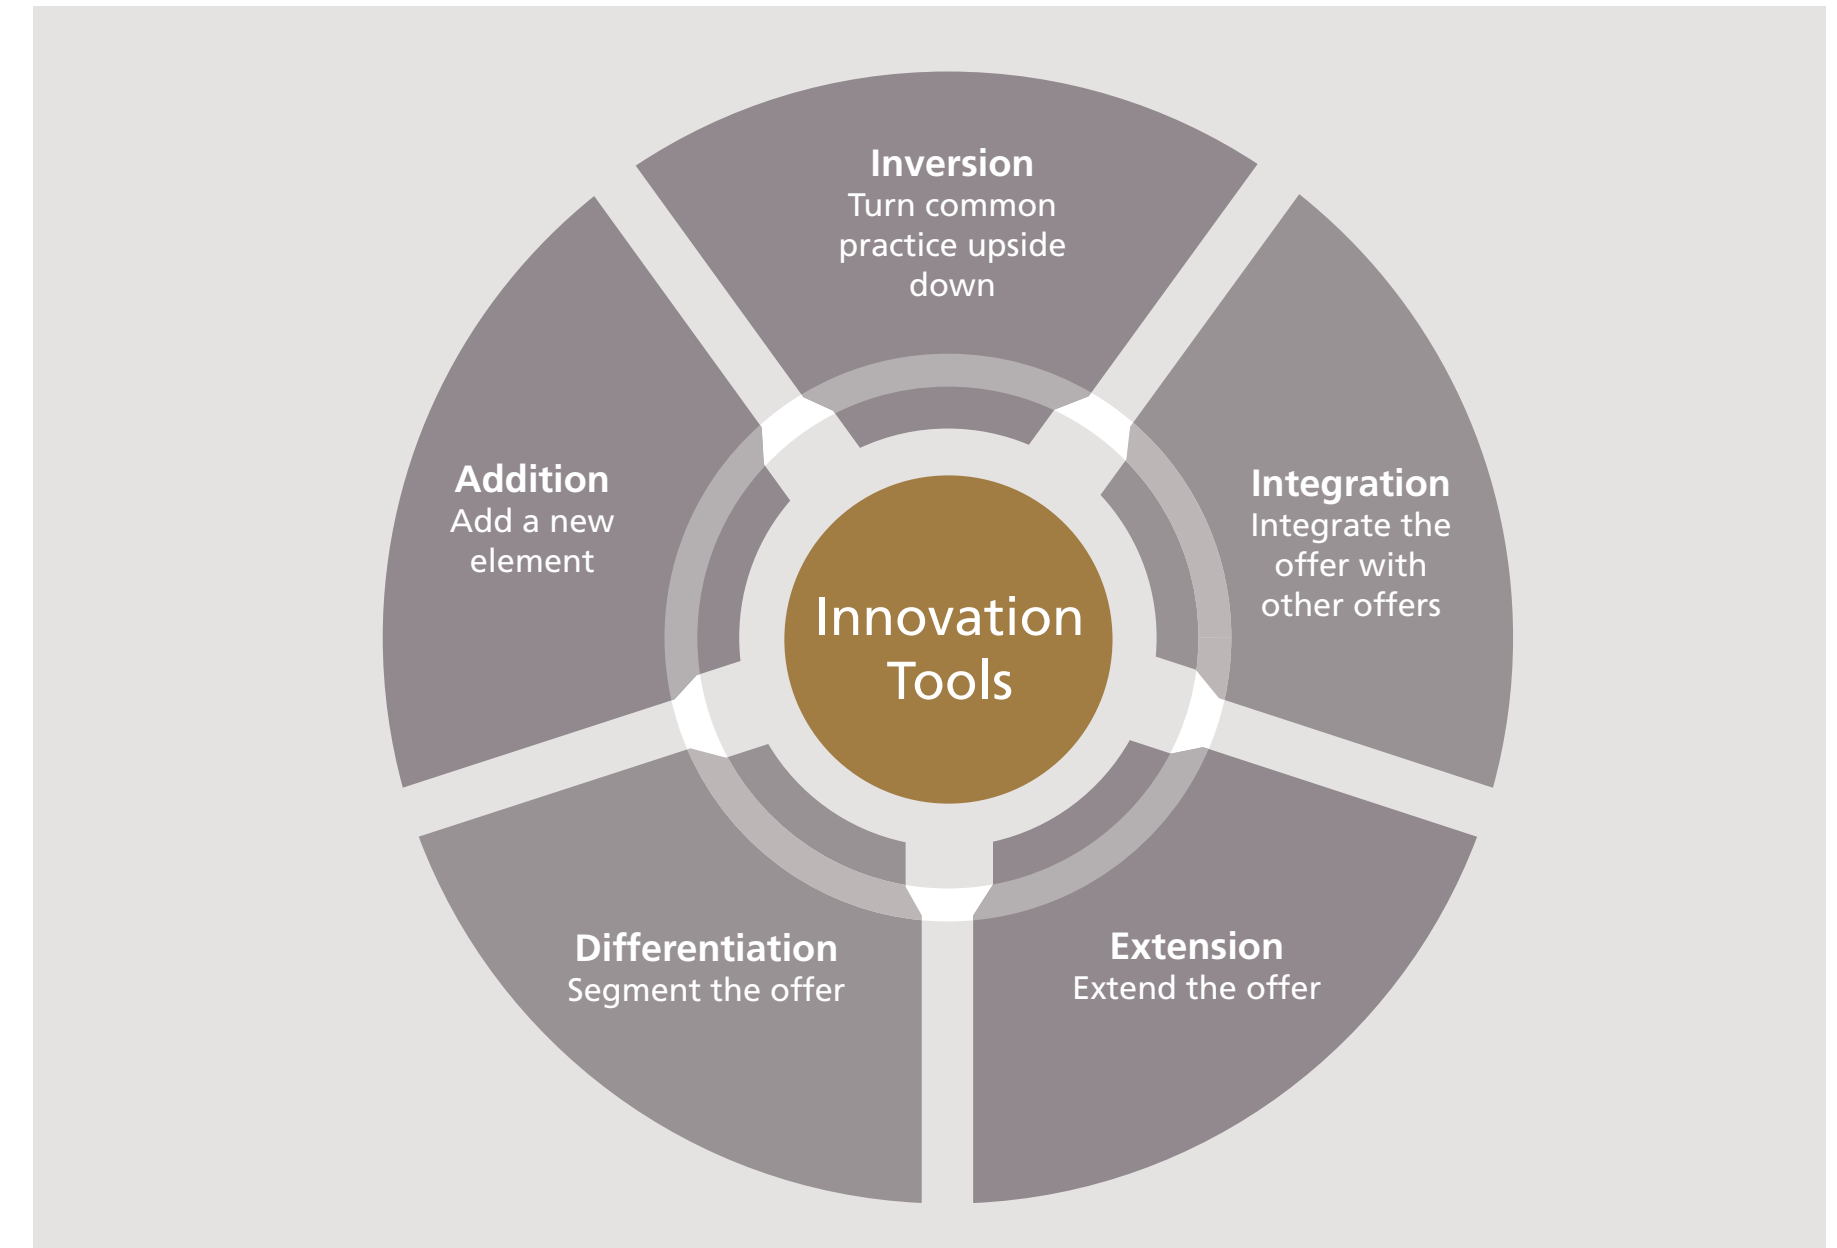 Inversion
Turn common
practice upside
down
Integration
Integrate the
offer with
other offers
Extension
Extend the offer
Differentiation
Segment the offer
Addition
Add a new
element
Innovation
Tools